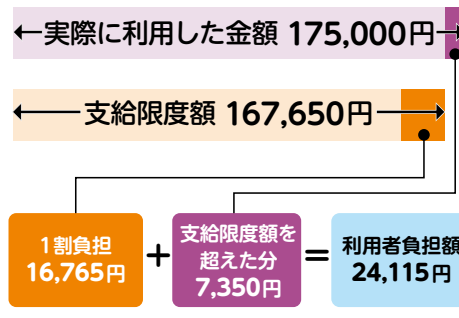 実際に利用した金額 175,000円
支給限度額 167,650円
1割負担
16,765円
+
支給限度額を
超えた分
7,350円
=
利用者負担額
24,115円